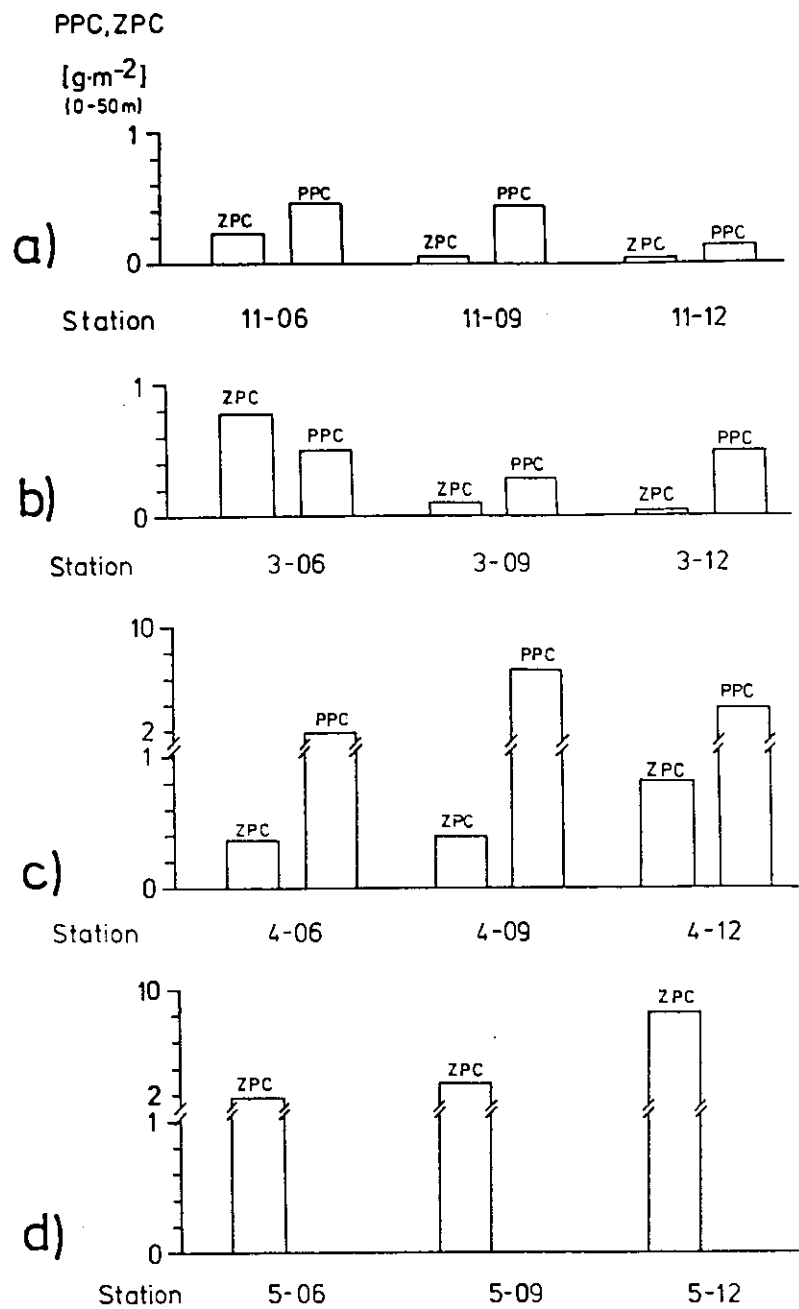 PPC, ZPC
[g·m⁻²]
(0-50m)
a)
1
0
ZPC
PPC
ZPC
PPC
ZPC
PPC
Station 11-06 11-09 11-12
b)
1
0
ZPC
PPC
ZPC
PPC
ZPC
PPC
Station 3-06 3-09 3-12
c)
10
2
1
0
ZPC
PPC
ZPC
PPC
ZPC
PPC
Station 4-06 4-09 4-12
d)
10
2
1
0
ZPC
ZPC
ZPC
Station 5-06 5-09 5-12